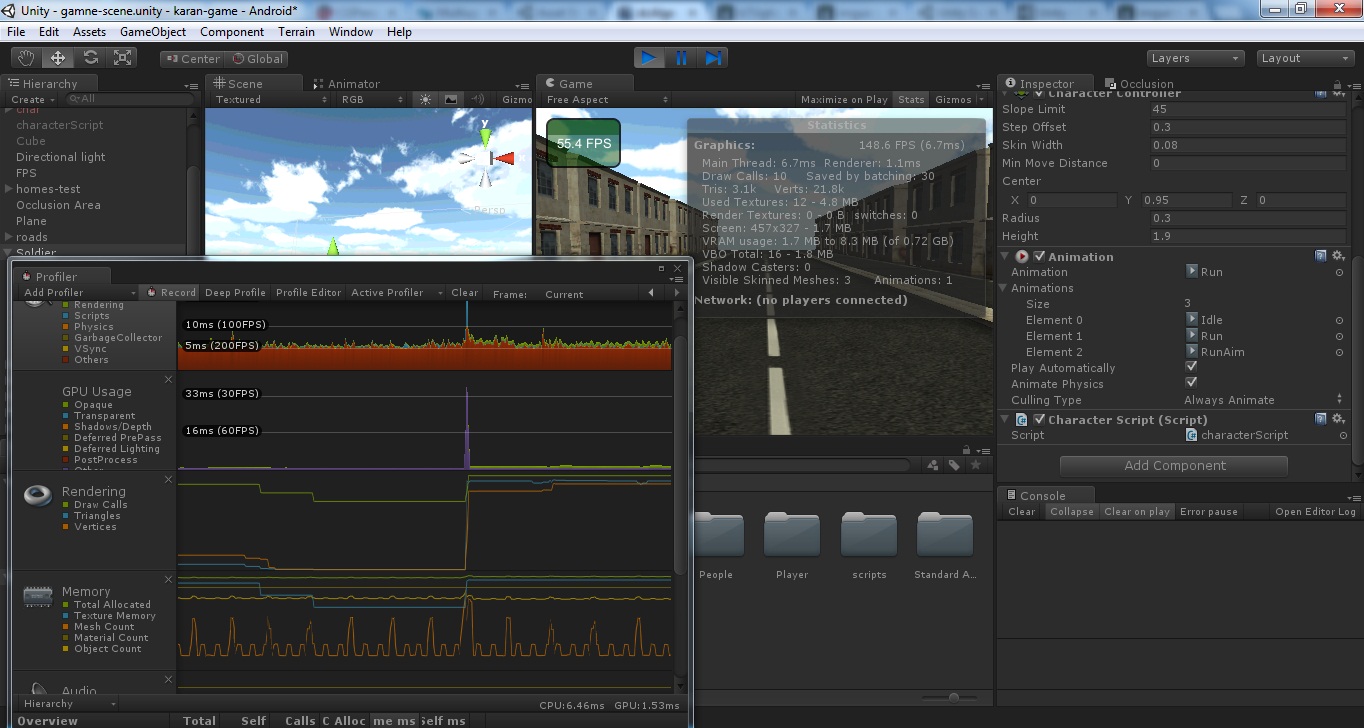 Unity - gamne-scene.unity - karan-game - Android*
File Edit Assets GameObject Component Terrain Window Help
Center Global Layers Layout
Hierarchy
Create All
char
characterScript
Cube
Directional light
FPS
homes-test
Occlusion Area
Plane
roads
Soldier
Scene Animator
Textured RGB Gizmo
y
Persp
Game
Free Aspect Maximize on Play Stats Gizmos
55.4 FPS
Statistics
Graphics: 148.6 FPS (6.7ms)
Main Thread: 6.7ms Renderer: 1.1ms
Draw Calls: 10 Saved by batching: 30
Tris: 3.1k Verts: 21.8k
Used Textures: 12 - 4.8 MB
Render Textures: 0 - 0 B switches: 0
Screen: 457x327 - 1.7 MB
VRAM usage: 1.7 MB to 8.3 MB (of 0.72 GB)
VBO Total: 16 - 1.8 MB
Shadow Casters: 0
Visible Skinned Meshes: 3 Animations: 1
Network: (no players connected)
Inspector Occlusion
Character Controller
Slope Limit 45
Step Offset 0.3
Skin Width 0.08
Min Move Distance 0
Center
X 0 Y 0.95 Z 0
Radius 0.3
Height 1.9
Animation
Animation Run
Animations
Size 3
Element 0 Idle
Element 1 Run
Element 2 RunAim
Play Automatically
Animate Physics
Culling Type Always Animate
Character Script (Script)
Script characterScript
Add Component
Console
Clear Collapse Clear on play Error pause Open Editor Log
People Player scripts Standard A...
Profiler
Add Profiler Record Deep Profile Profile Editor Active Profiler Clear Frame: Current
Rendering
Scripts
Physics
GarbageCollector
VSync
Others
10ms (100FPS)
5ms (200FPS)
GPU Usage
Opaque
Transparent
Shadows/Depth
Deferred PrePass
Deferred Lighting
PostProcess
Other
33ms (30FPS)
16ms (60FPS)
Rendering
Draw Calls
Triangles
Vertices
Memory
Total Allocated
Texture Memory
Mesh Count
Material Count
Object Count
Audio
Hierarchy CPU:6.46ms GPU:1.53ms
Overview Total Self Calls C Alloc me ms Self ms